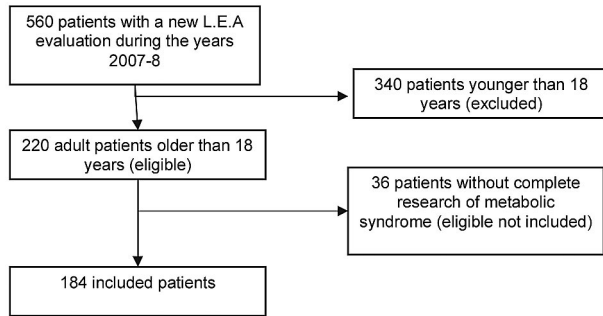 560 patients with a new L.E.A
evaluation during the years
2007-8
340 patients younger than 18
years (excluded)
220 adult patients older than 18
years (eligible)
36 patients without complete
research of metabolic
syndrome (eligible not included)
184 included patients